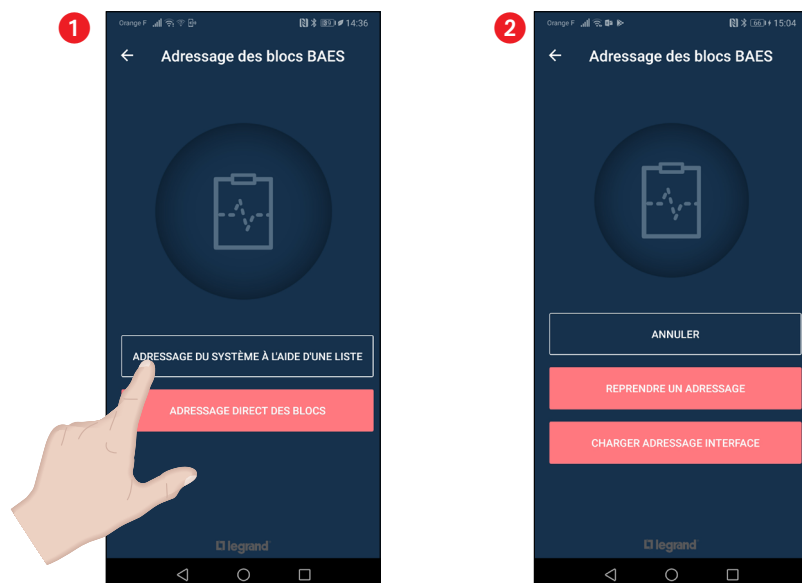 1
Orange F 14:36
Adressage des blocs BAES
ADRESSAGE DU SYSTÈME À L'AIDE D'UNE LISTE
ADRESSAGE DIRECT DES BLOCS
legrand
2
Orange F 66 15:04
Adressage des blocs BAES
ANNULER
REPRENDRE UN ADRESSAGE
CHARGER ADRESSAGE INTERFACE
legrand